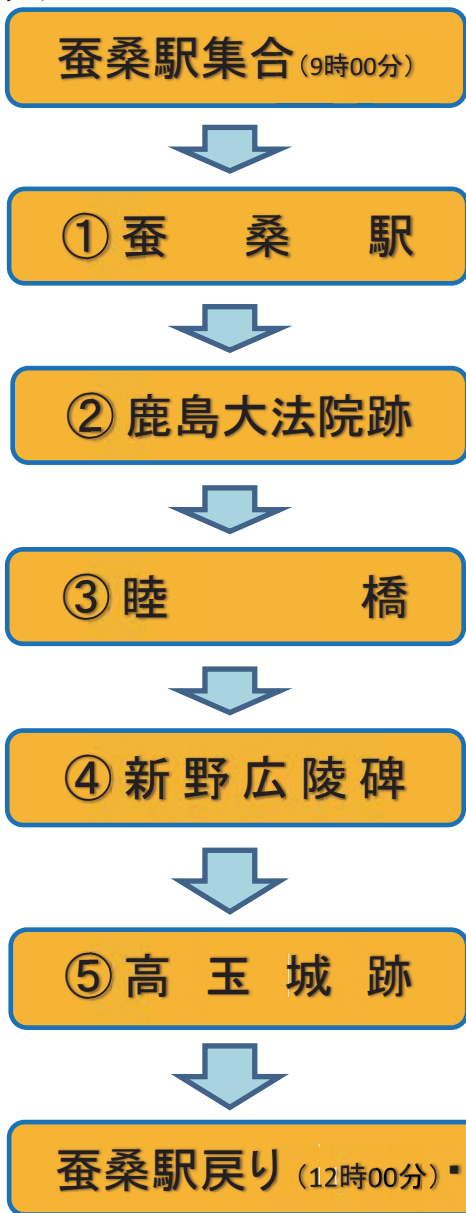 蚕桑駅集合(9時00分)
①蚕桑駅
②鹿島大法院跡
③睦橋
④新野広陵碑
⑤高玉城跡
蚕桑駅戻り(12時00分)・